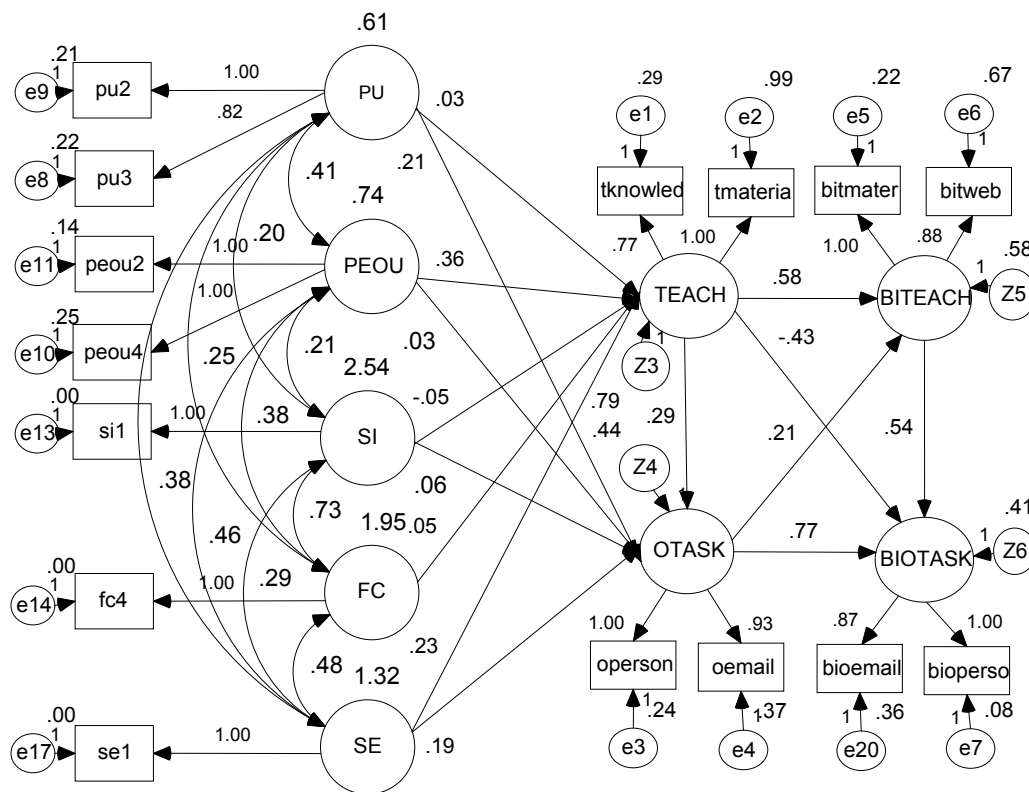 .61
.21
1
e9
pu2
1.00
PU
.03
.82
.22
1
e8
pu3
.41
.21
.74
.14
1
e11
peou2
1.00
.20
PEOU
.36
1.00
.25
1
e10
peou4
.25
.21
.03
2.54
.00
1
e13
si1
1.00
.38
SI
-.05
.38
.46
.73
.06
1.95
.05
.00
1
e14
fc4
1.00
.29
FC
.48
1.32
.23
.00
1
e17
se1
1.00
SE
.19
.29
.99
.22
.67
e1
e2
e5
e6
1
1
1
1
tknowled
tmateria
bitmater
bitweb
.77
1.00
1.00
.88
.58
TEACH
.58
BITEACH
1
Z5
1
Z3
-.43
.79
.29
.44
.21
.54
Z4
1
.41
OTASK
.77
BIOTASK
1
Z6
1.00
.93
.87
1.00
operson
oemail
bioemail
bioperso
1
.24
1
.37
1
.36
1
.08
e3
e4
e20
e7